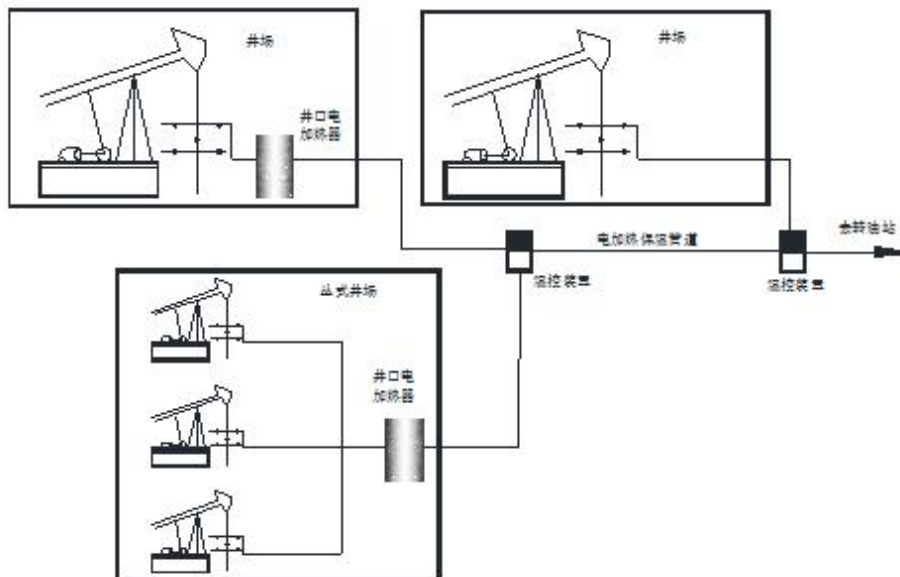 井场
井口电
加热器
井场
去转油站
电加热保温管道
温控装置
温控装置
丛式井场
井口电
加热器